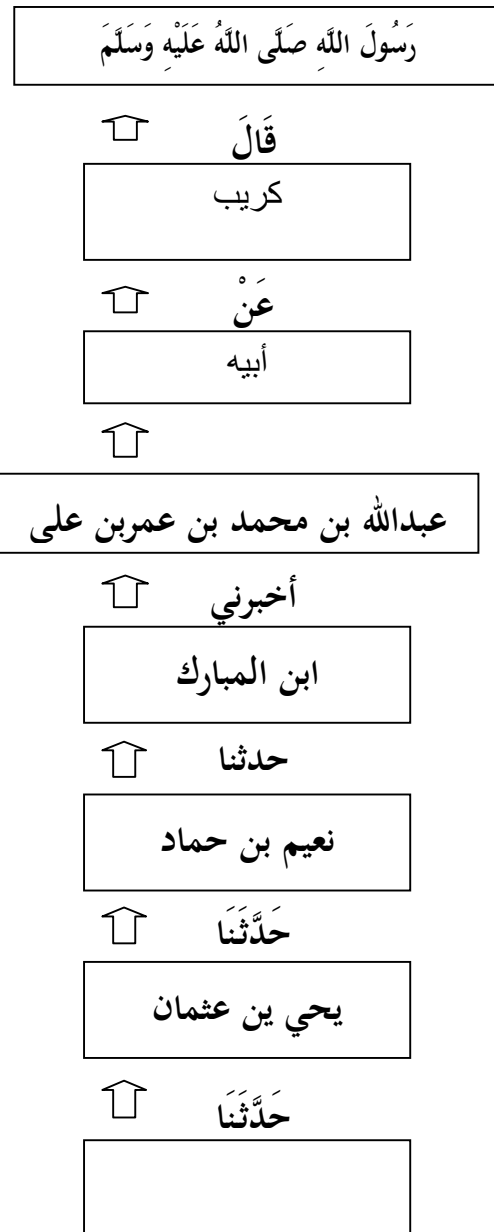 رَسُولَ اللَّهِ صَلَّى اللَّهُ عَلَيْهِ وَسَلَّمَ
قَالَ
كريب
عَنْ
أبيه
عبدالله بن محمد بن عمربن على
أخبرني
ابن المبارك
حدثنا
نعيم بن حماد
حَدَّثَنَا
يحي ين عثمان
حَدَّثَنَا